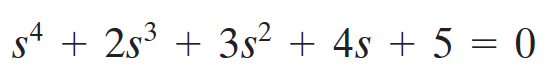 s⁴ + 2s³ + 3s² + 4s + 5 = 0